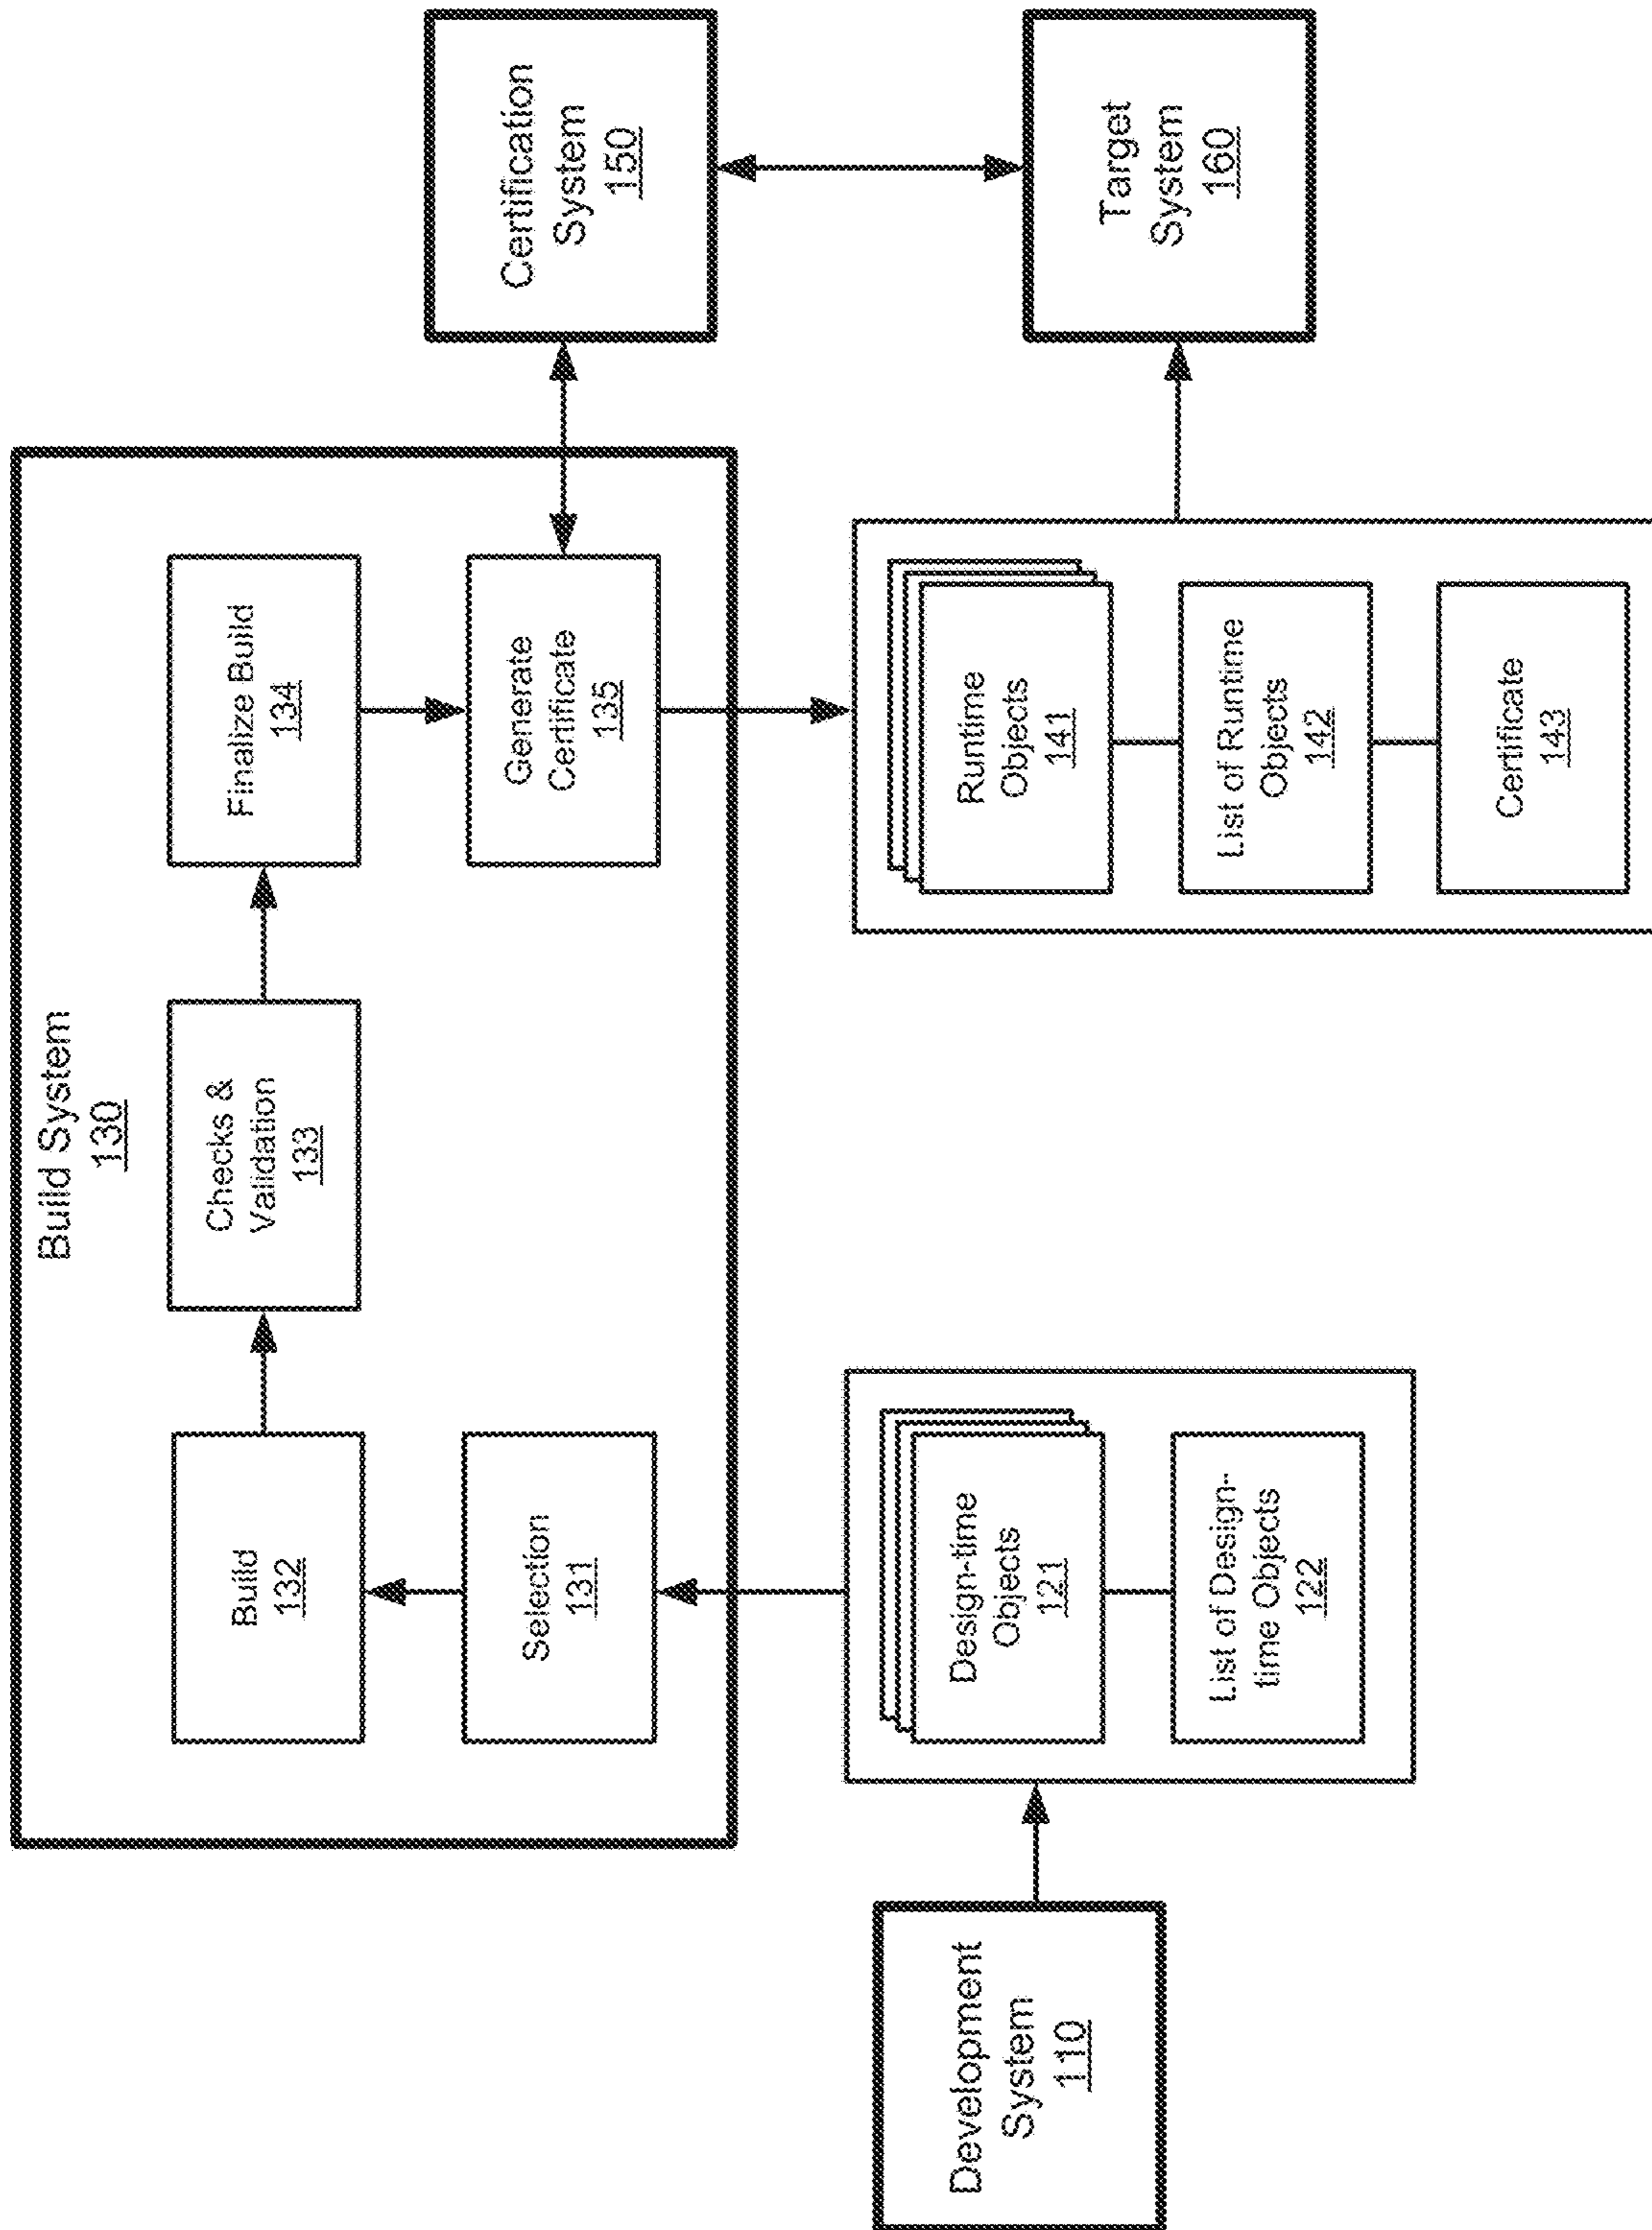 Build System
130
Build
132
Checks &
Validation
133
Finalize Build
134
Selection
131
Generate
Certificate
135
Certification
System
150
Development
System
110
Design-time
Objects
121
List of Design-
time Objects
122
Runtime
Objects
141
List of Runtime
Objects
142
Certificate
143
Target
System
160